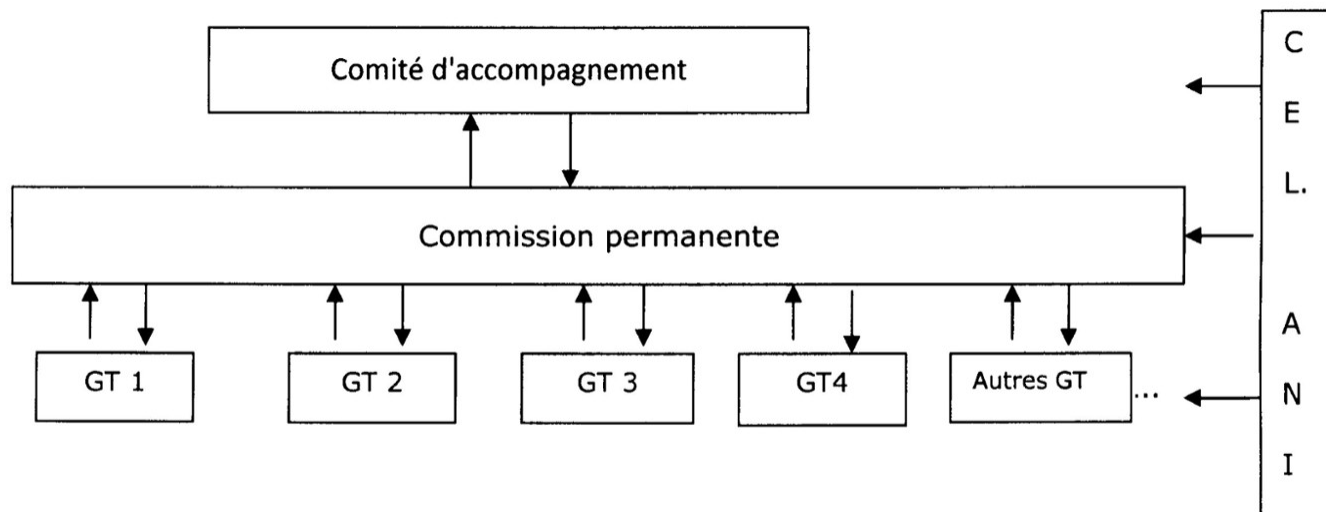 Comité d'accompagnement
Commission permanente
GT 1
GT 2
GT 3
GT4
Autres GT
...
C
E
L.
A
N
I